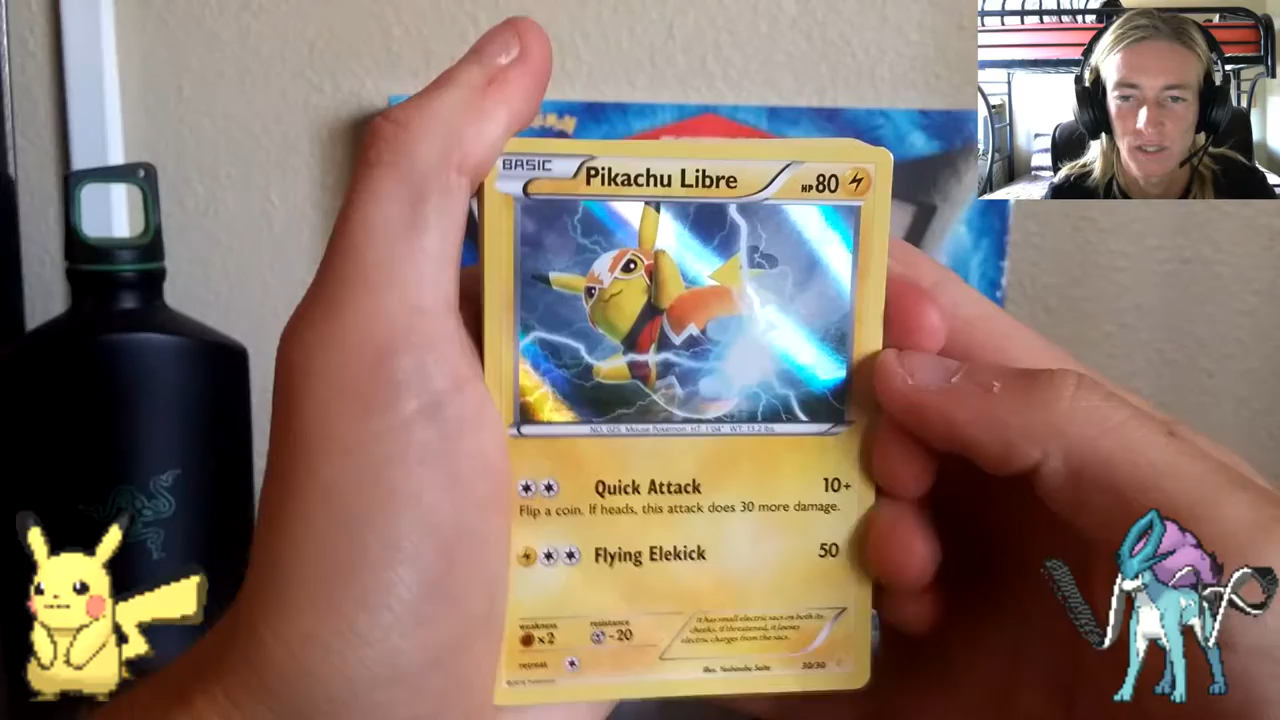 BASIC
Pikachu Libre
HP 80
NO. 025 Mouse Pokémon HT: 1'04" WT: 13.2 lbs.
Quick Attack 10+
Flip a coin. If heads, this attack does 30 more damage.
Flying Elekick 50
weakness
×2
resistance
-20
retreat
It has small electric sacs on both its
cheeks. If threatened, it looses
electric charges from the sacs.
Illus. Yoshinobu Saito
30/30